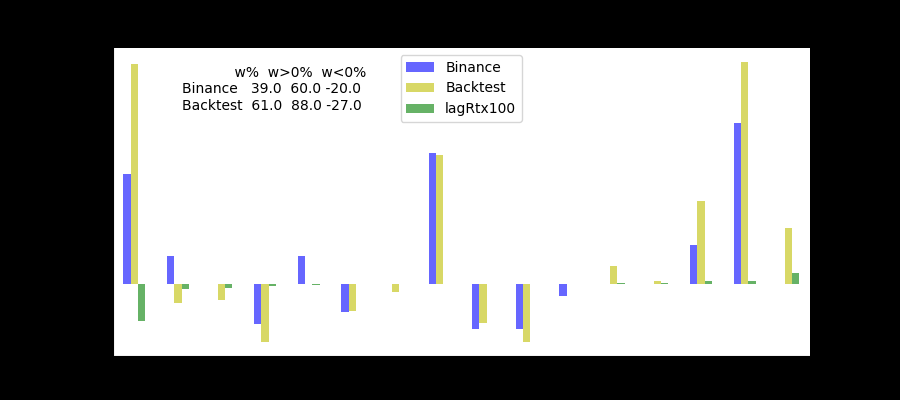 w%  w>0%  w<0%
Binance   39.0  60.0 -20.0
Backtest  61.0  88.0 -27.0
Binance
Backtest
lagRtx100